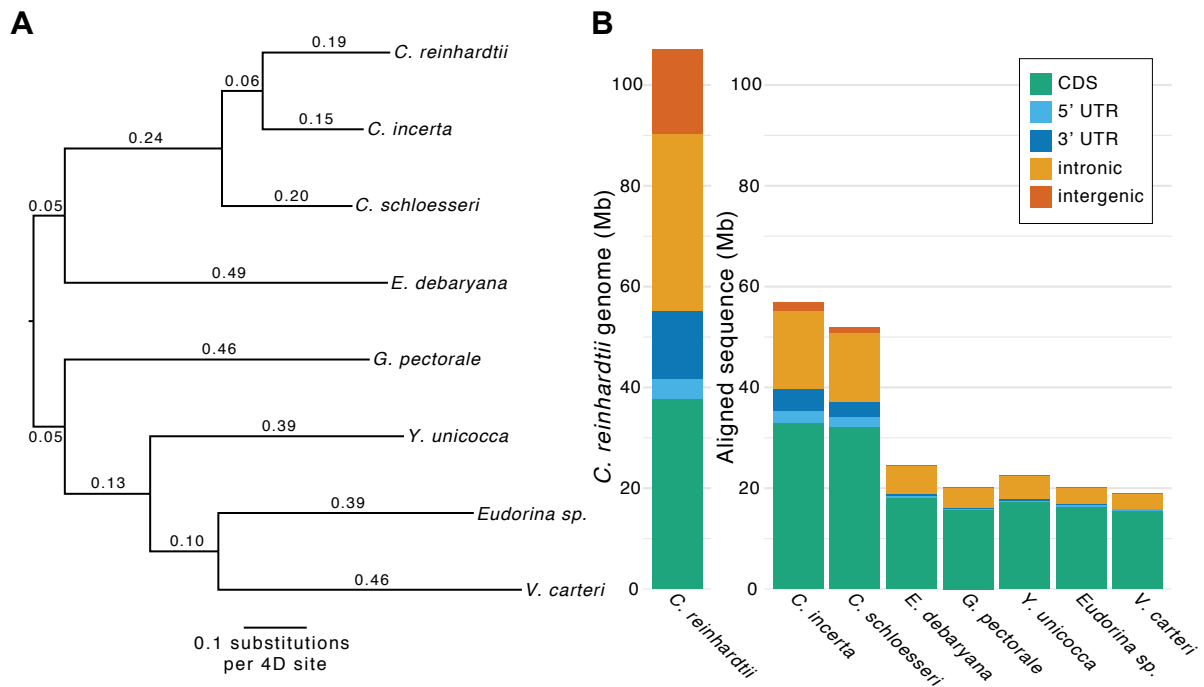 A
0.19
C. reinhardtii
0.06
0.15
C. incerta
0.24
0.20
C. schloesseri
0.05
0.49
E. debaryana
0.46
G. pectorale
0.39
Y. unicocca
0.05
0.13
0.39
Eudorina sp.
0.10
0.46
V. carteri
0.1 substitutions
per 4D site
B
C. reinhardtii genome (Mb)
100
80
60
40
20
0
C. reinhardtii
Aligned sequence (Mb)
100
80
60
40
20
0
CDS
5’ UTR
3’ UTR
intronic
intergenic
C. incerta
C. schloesseri
E. debaryana
G. pectorale
Y. unicocca
Eudorina sp.
V. carteri